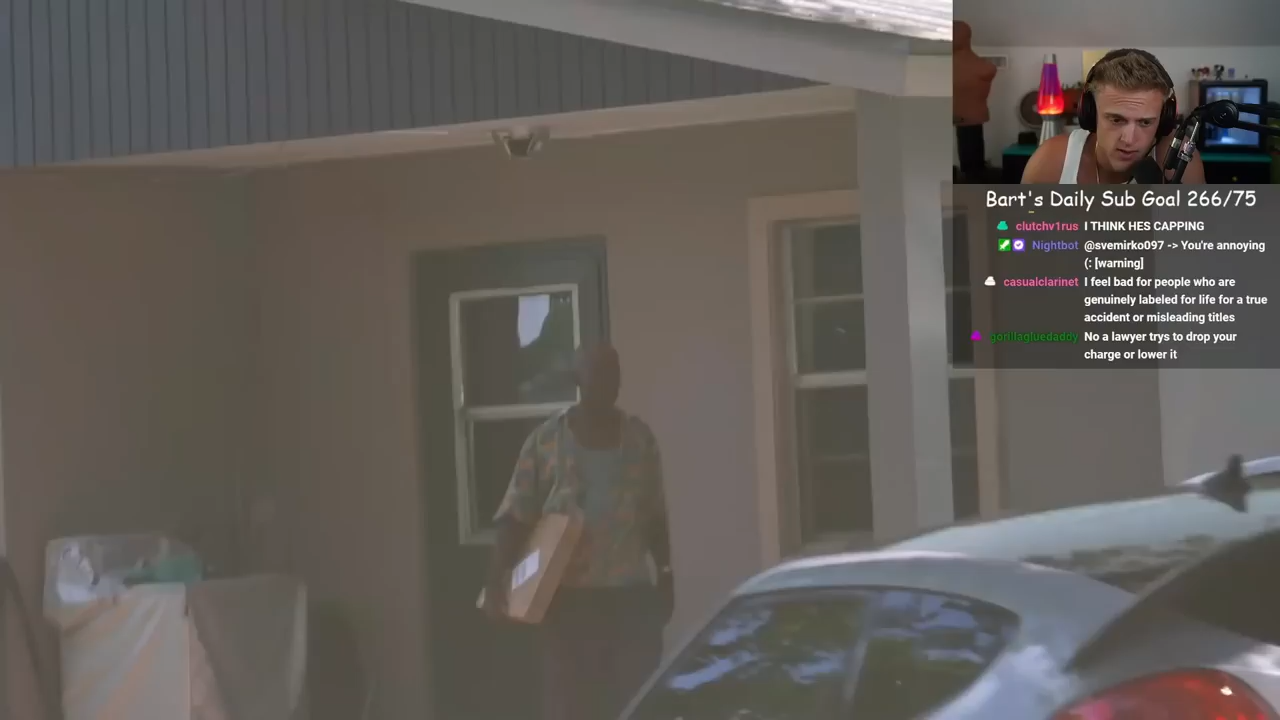 Bart's Daily Sub Goal 266/75
clutchv1rus I THINK HES CAPPING
Nightbot @svemirko097 -> You're annoying
(: [warning]
casualclarinet I feel bad for people who are
genuinely labeled for life for a true
accident or misleading titles
gorillagluedaddy No a lawyer trys to drop your
charge or lower it